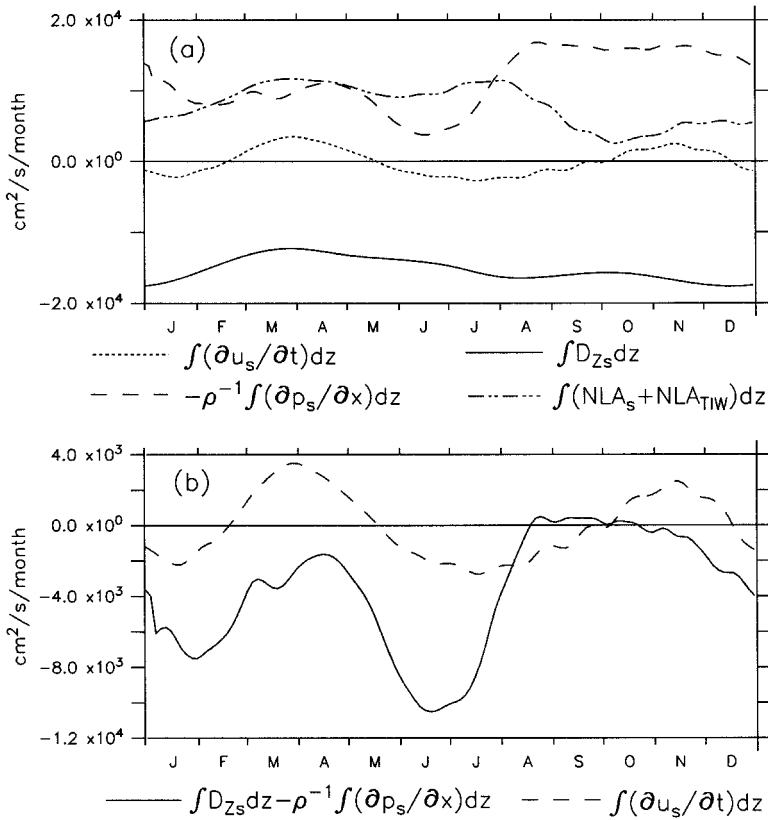 (a)
cm²/s/month
2.0 ×10⁴
0.0 ×10⁰
−2.0 ×10⁴
J F M A M J J A S O N D
∫(∂uₛ/∂t)dz
∫D_Zs dz
−ρ⁻¹∫(∂pₛ/∂x)dz
∫(NLAₛ+NLA_TIW)dz
(b)
cm²/s/month
4.0 ×10³
0.0 ×10⁰
−4.0 ×10³
−8.0 ×10³
−1.2 ×10⁴
J F M A M J J A S O N D
∫D_Zs dz−ρ⁻¹∫(∂pₛ/∂x)dz
∫(∂uₛ/∂t)dz